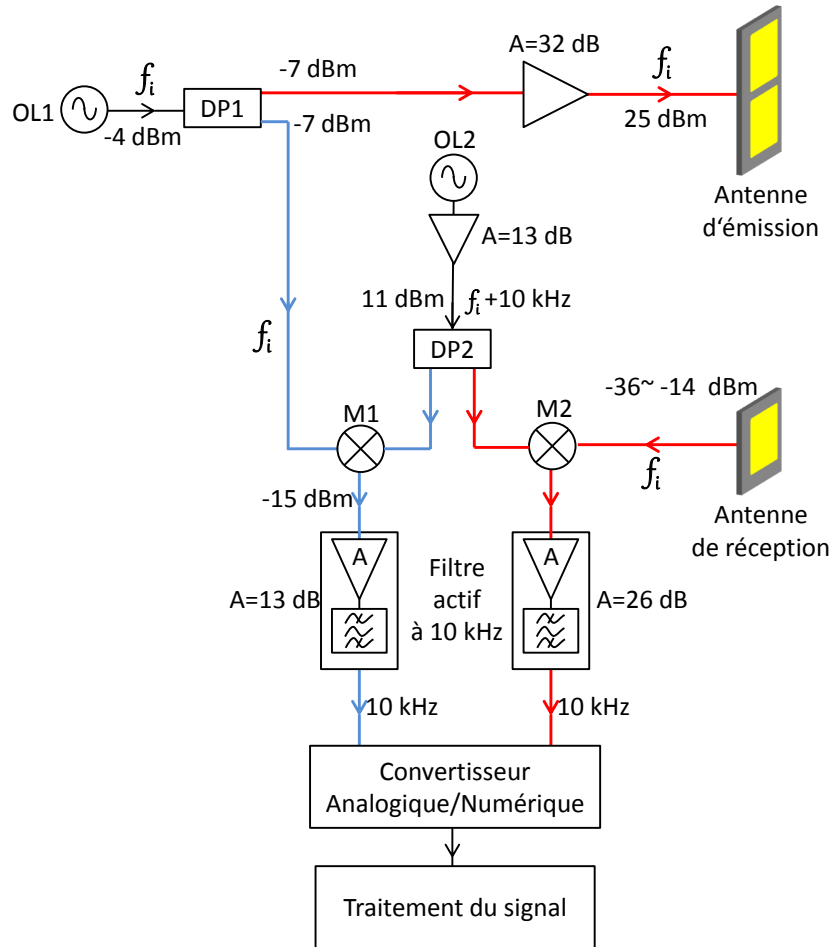 A=32 dB
-7 dBm
fi
fi
OL1
DP1
-4 dBm
-7 dBm
25 dBm
OL2
Antenne
d‘émission
A=13 dB
11 dBm
fi+10 kHz
fi
DP2
-36~ -14 dBm
M1
M2
fi
-15 dBm
Antenne
de réception
A
A
Filtre
actif
à 10 kHz
A=13 dB
A=26 dB
10 kHz
10 kHz
Convertisseur
Analogique/Numérique
Traitement du signal